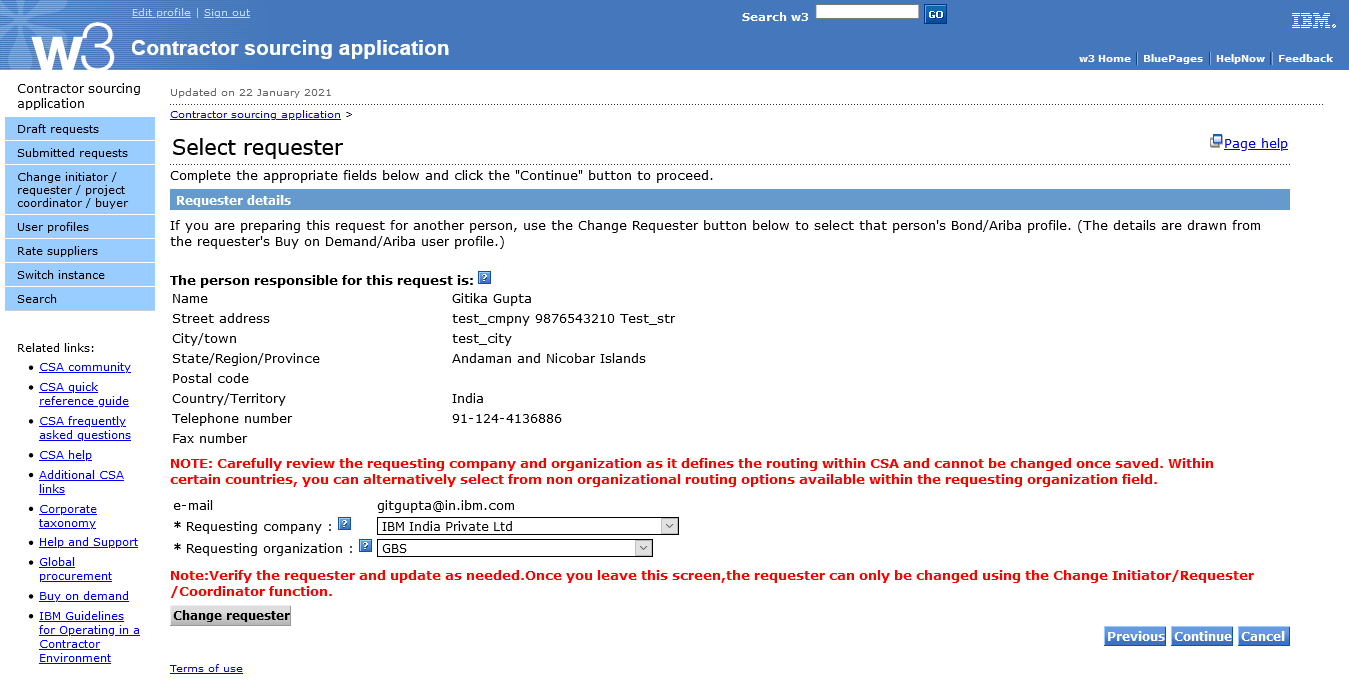 Edit profile | Sign out
Search w3
GO
IBM.
w3
Contractor sourcing application
w3 Home
BluePages
HelpNow
Feedback
Contractor sourcing
application
Draft requests
Submitted requests
Change initiator /
requester / project
coordinator / buyer
User profiles
Rate suppliers
Switch instance
Search
Related links:
• CSA community
• CSA quick
reference guide
• CSA frequently
asked questions
• CSA help
• Additional CSA
links
• Corporate
taxonomy
• Help and Support
• Global
procurement
• Buy on demand
• IBM Guidelines
for Operating in a
Contractor
Environment
Updated on 22 January 2021
Contractor sourcing application >
Select requester
Page help
Complete the appropriate fields below and click the "Continue" button to proceed.
Requester details
If you are preparing this request for another person, use the Change Requester button below to select that person's Bond/Ariba profile. (The details are drawn from
the requester's Buy on Demand/Ariba user profile.)
The person responsible for this request is: ?
Name Gitika Gupta
Street address test_cmpny 9876543210 Test_str
City/town test_city
State/Region/Province Andaman and Nicobar Islands
Postal code
Country/Territory India
Telephone number 91-124-4136886
Fax number
NOTE: Carefully review the requesting company and organization as it defines the routing within CSA and cannot be changed once saved. Within
certain countries, you can alternatively select from non organizational routing options available within the requesting organization field.
e-mail gitgupta@in.ibm.com
* Requesting company : ? IBM India Private Ltd
* Requesting organization : ? GBS
Note:Verify the requester and update as needed.Once you leave this screen,the requester can only be changed using the Change Initiator/Requester
/Coordinator function.
Change requester
Previous Continue Cancel
Terms of use